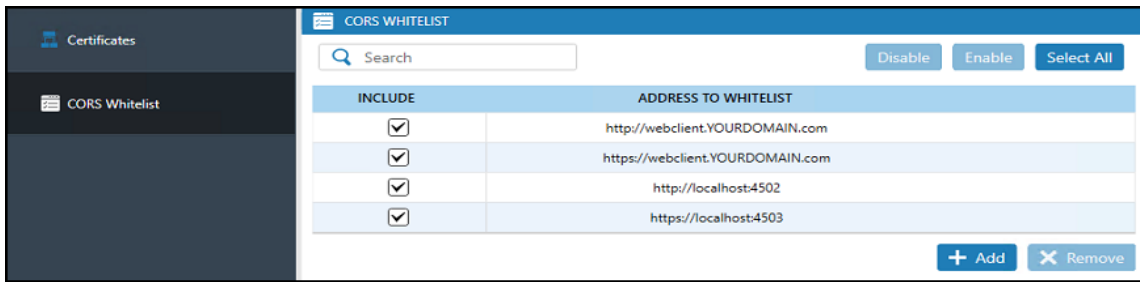 Certificates
CORS Whitelist
CORS WHITELIST
Search
Disable Enable Select All
INCLUDE ADDRESS TO WHITELIST
http://webclient.YOURDOMAIN.com
https://webclient.YOURDOMAIN.com
http://localhost:4502
https://localhost:4503
Add Remove